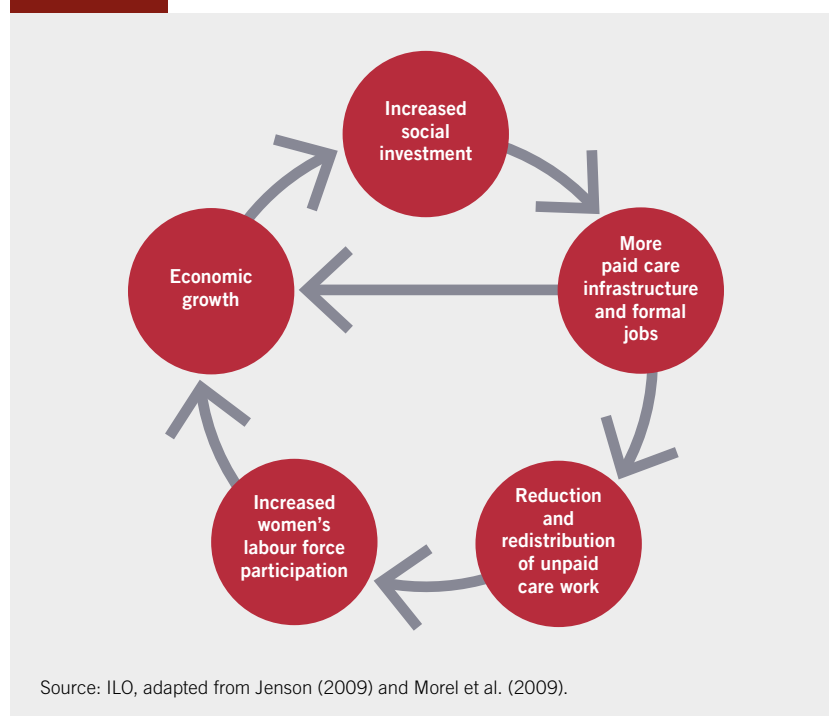 Increased
social
investment
More
paid care
infrastructure
and formal
jobs
Reduction
and
redistribution
of unpaid
care work
Increased
women's
labour force
participation
Economic
growth
Source: ILO, adapted from Jenson (2009) and Morel et al. (2009).